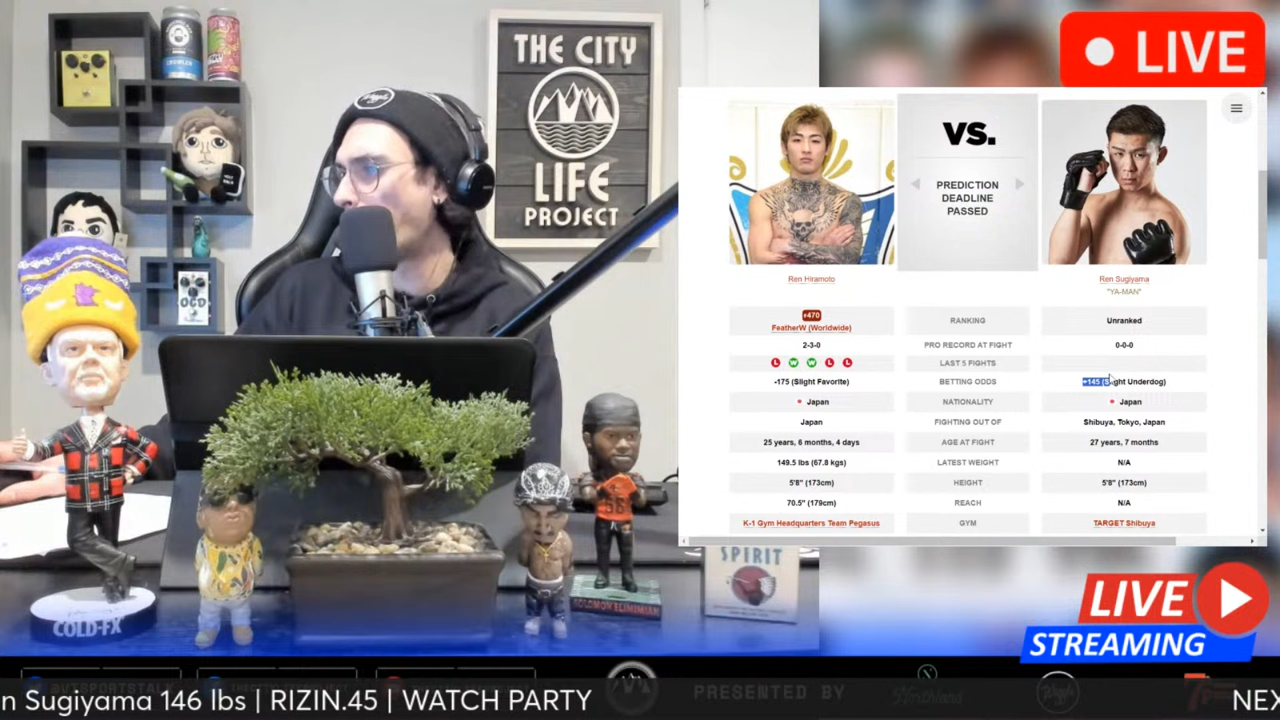 THE CITY
LIFE
PROJECT
LIVE
VS.
PREDICTION
DEADLINE
PASSED
Ren Hiramoto
Ren Sugiyama
"YA-MAN"
#470
FeatherW (Worldwide)
RANKING
Unranked
2-3-0
PRO RECORD AT FIGHT
0-0-0
L W W L L
LAST 5 FIGHTS
-175 (Slight Favorite)
BETTING ODDS
+145 (Slight Underdog)
Japan
NATIONALITY
Japan
Japan
FIGHTING OUT OF
Shibuya, Tokyo, Japan
25 years, 6 months, 4 days
AGE AT FIGHT
27 years, 7 months
149.5 lbs (67.8 kgs)
LATEST WEIGHT
N/A
5'8" (173cm)
HEIGHT
5'8" (173cm)
70.5" (179cm)
REACH
N/A
K-1 Gym Headquarters Team Pegasus
GYM
TARGET Shibuya
OCD
COLD-FX
SOLOMON ELIMIMIAN
SPIRIT
LIVE
STREAMING
PRESENTED BY
n Sugiyama 146 lbs | RIZIN.45 | WATCH PARTY
NEX